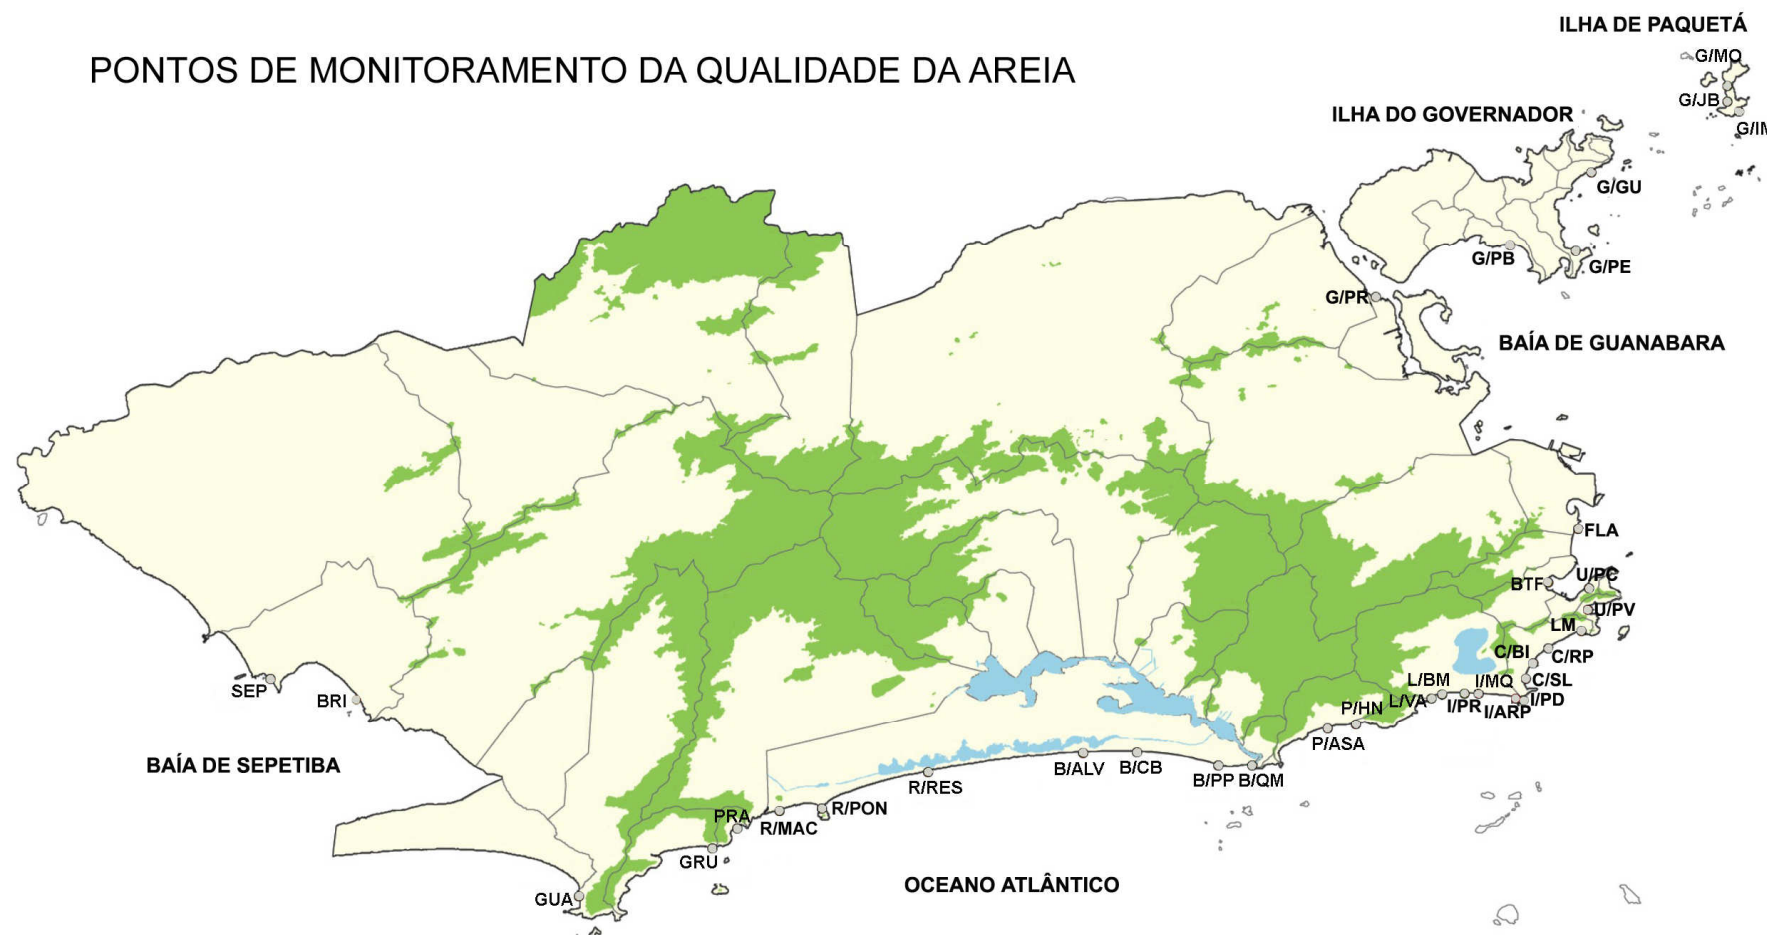 ILHA DE PAQUETÁ
G/MO
PONTOS DE MONITORAMENTO DA QUALIDADE DA AREIA
G/JB
ILHA DO GOVERNADOR
G/IM
G/GU
G/PB
G/PE
G/PR
BAÍA DE GUANABARA
FLA
BTF
U/PC
U/PV
LM
C/BI
C/RP
L/BM
I/MQ
C/SL
SEP
BRI
L/VA
I/PR
I/ARP
I/PD
P/HN
P/ASA
BAÍA DE SEPETIBA
B/ALV
B/CB
B/PP
B/QM
R/RES
PRA
R/MAC
R/PON
GRU
GUA
OCEANO ATLÂNTICO